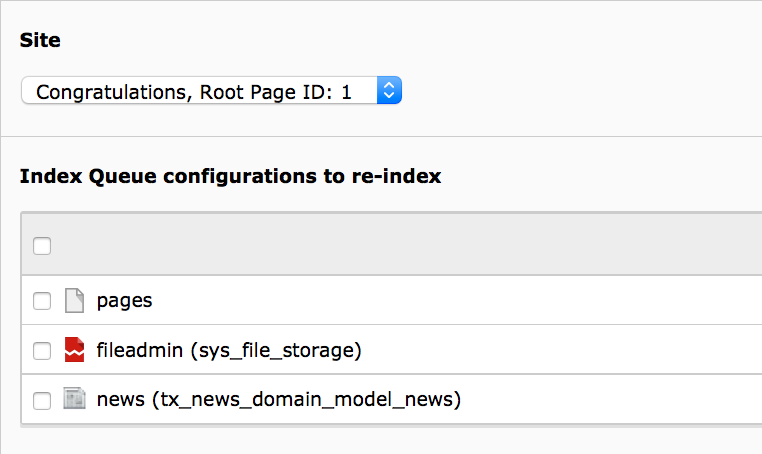 Site
Congratulations, Root Page ID: 1
Index Queue configurations to re-index
pages
fileadmin (sys_file_storage)
news (tx_news_domain_model_news)